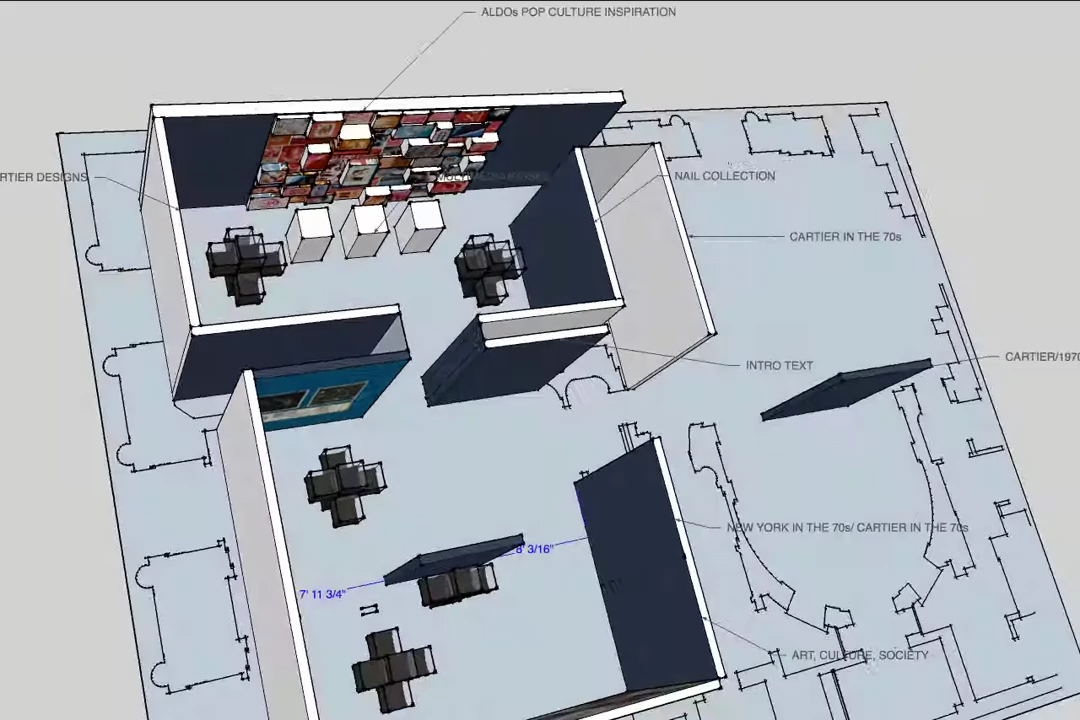 ALDOs POP CULTURE INSPIRATION
RTIER DESIGNS
NAIL COLLECTION
CARTIER IN THE 70s
INTRO TEXT
CARTIER/1970
NEW YORK IN THE 70s/ CARTIER IN THE 70s
8' 3/16"
7' 11 3/4"
ART, CULTURE, SOCIETY